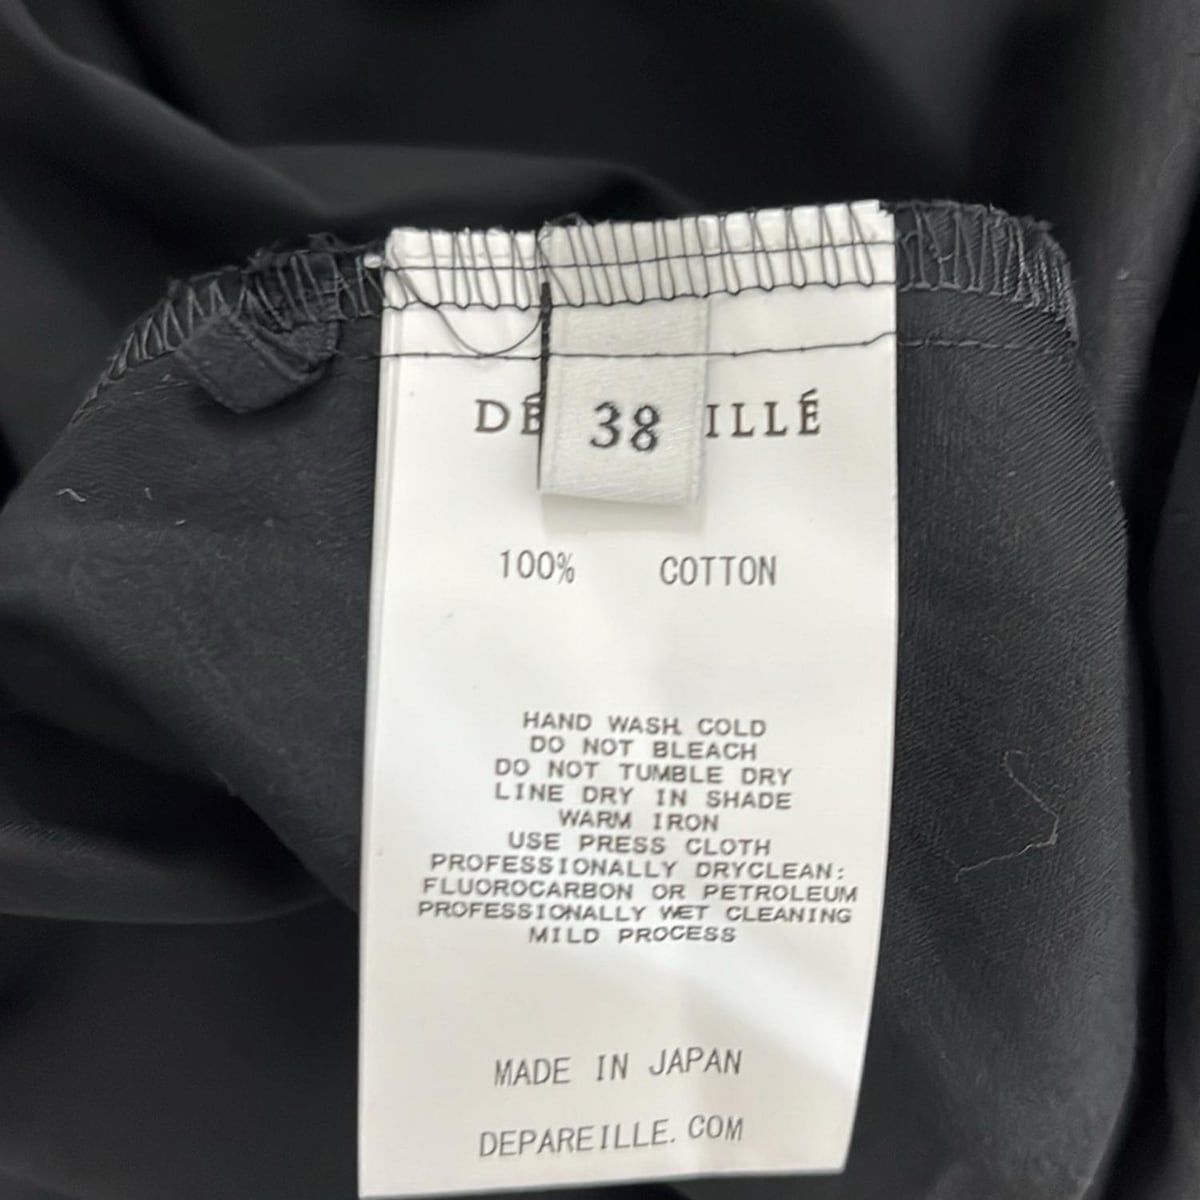 DÉ 38 ILLÉ
100% COTTON
HAND WASH COLD
DO NOT BLEACH
DO NOT TUMBLE DRY
LINE DRY IN SHADE
WARM IRON
USE PRESS CLOTH
PROFESSIONALLY DRYCLEAN:
FLUOROCARBON OR PETROLEUM
PROFESSIONALLY WET CLEANING
MILD PROCESS
MADE IN JAPAN
DEPAREILLE.COM